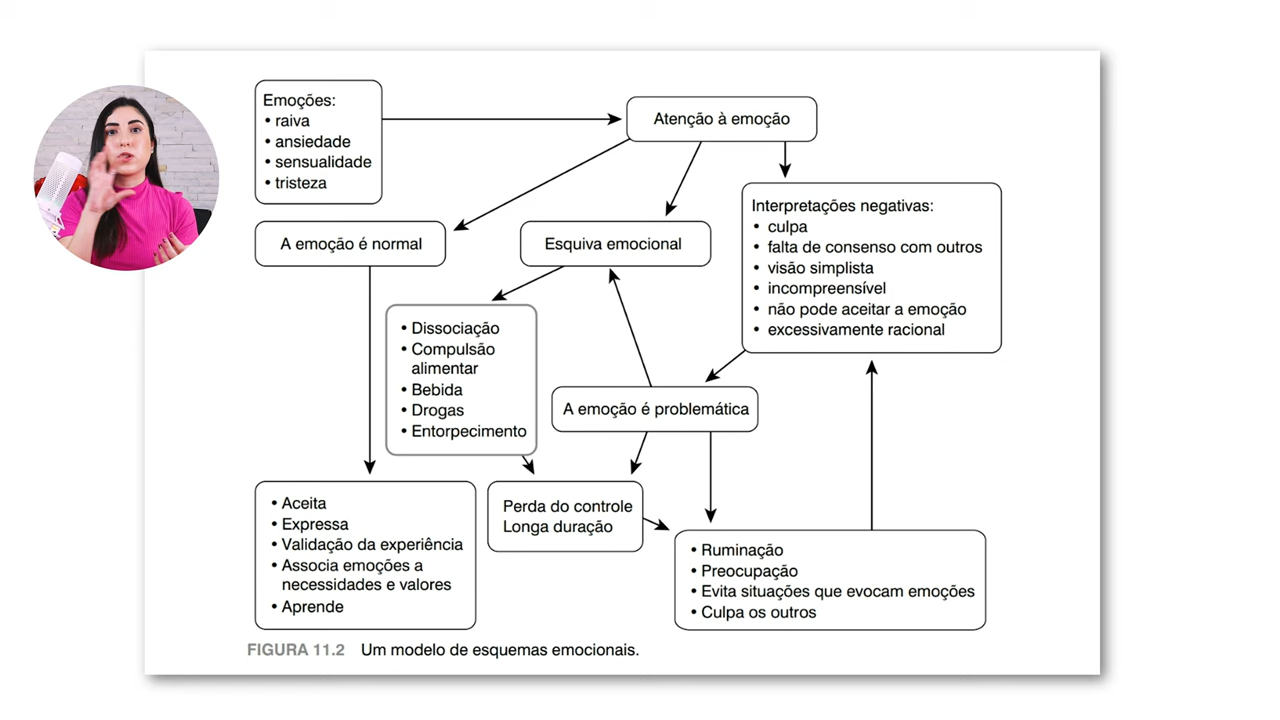 Emoções:
• raiva
• ansiedade
• sensualidade
• tristeza
Atenção à emoção
A emoção é normal
Esquiva emocional
Interpretações negativas:
• culpa
• falta de consenso com outros
• visão simplista
• incompreensível
• não pode aceitar a emoção
• excessivamente racional
• Dissociação
• Compulsão
alimentar
• Bebida
• Drogas
• Entorpecimento
A emoção é problemática
• Aceita
• Expressa
• Validação da experiência
• Associa emoções a
necessidades e valores
• Aprende
Perda do controle
Longa duração
• Ruminação
• Preocupação
• Evita situações que evocam emoções
• Culpa os outros
FIGURA 11.2 Um modelo de esquemas emocionais.